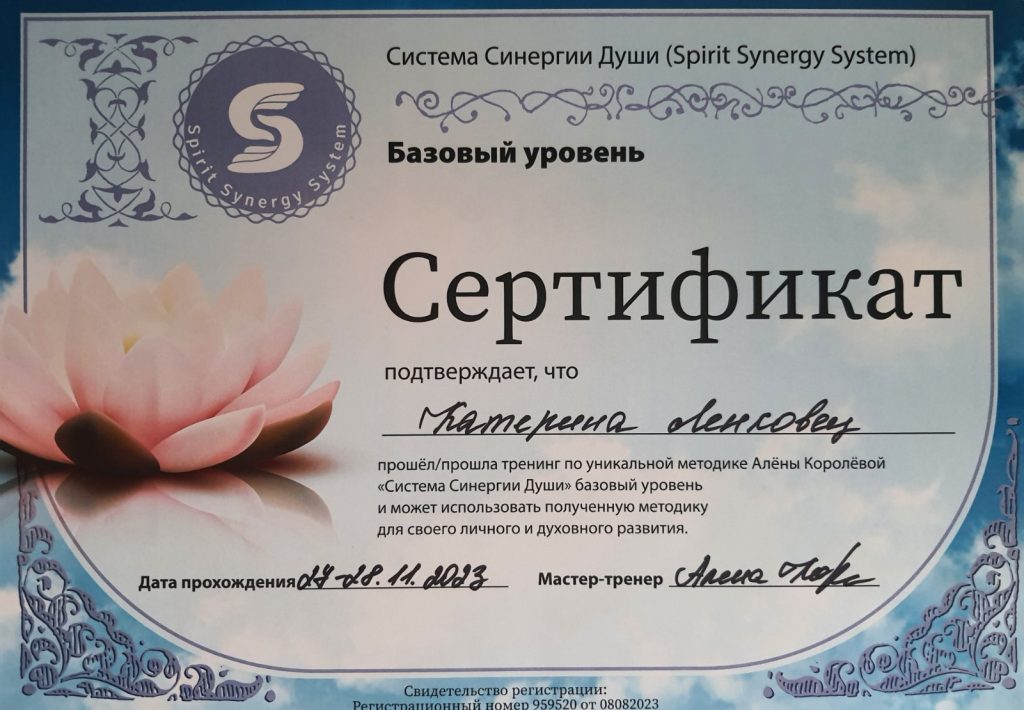 Система Синергии Души (Spirit Synergy System)
Spirit Synergy System
Базовый уровень
Сертификат
подтверждает, что
Катерина
прошёл/прошла тренинг по уникальной методике Алёны Королёвой
«Система Синергии Души» базовый уровень
и может использовать полученную методику
для своего личного и духовного развития.
Дата прохождения 27-28.11.2023 Мастер-тренер Алена
Свидетельство регистрации:
Регистрационный номер 959520 от 08082023